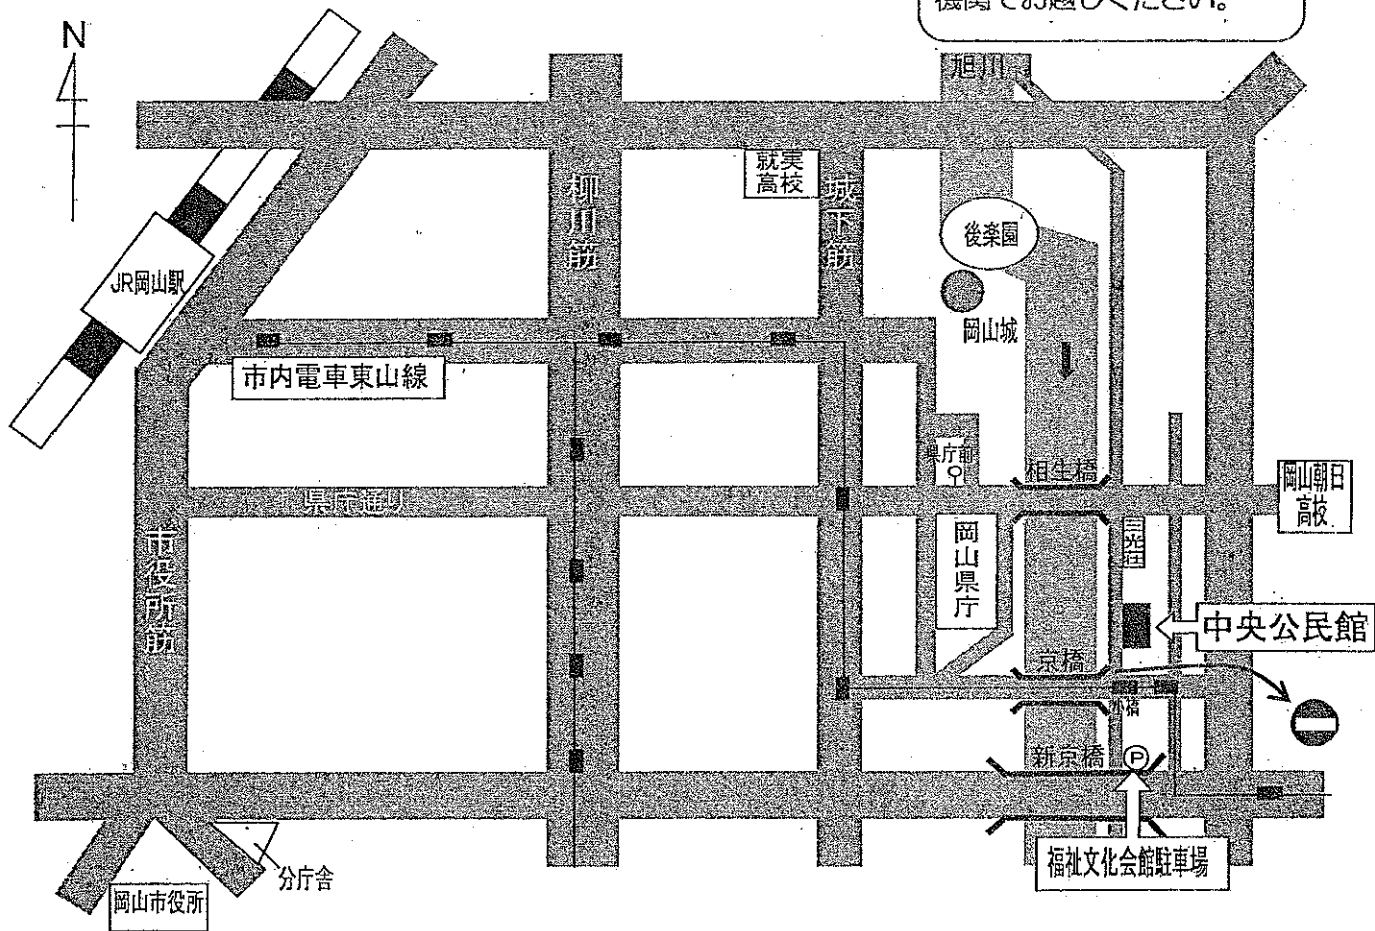 機関でお越しください。
N
旭川
就実
高校
柳川筋
城下筋
後楽園
JR岡山駅
岡山城
市内電車東山線
県庁前
相生橋
岡山朝日
高校
県庁通り
三光荘
岡山県庁
市役所筋
中央公民館
京橋
小橋
新京橋
P
福祉文化会館駐車場
分庁舎
岡山市役所